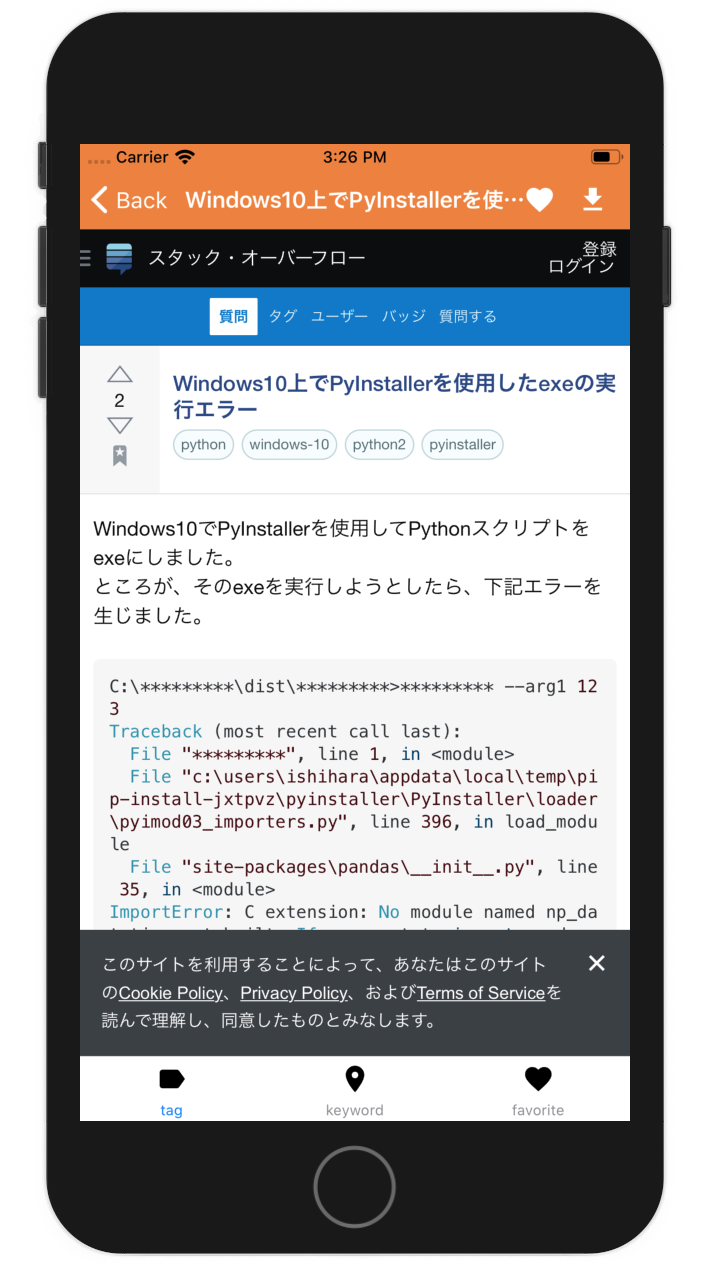 Carrier 3:26 PM
Back Windows10上でPyInstallerを使…
スタック・オーバーフロー
登録
ログイン
質問 タグ ユーザー バッジ 質問する
2
Windows10上でPyInstallerを使用したexeの実
行エラー
python windows-10 python2 pyinstaller
Windows10でPyInstallerを使用してPythonスクリプトを
exeにしました。
ところが、そのexeを実行しようとしたら、下記エラーを
生じました。
C:\*********\dist\*********>********* --arg1 12
3
Traceback (most recent call last):
File "*********", line 1, in <module>
File "c:\users\ishihara\appdata\local\temp\pi
p-install-jxtpvz\pyinstaller\PyInstaller\loader
\pyimod03_importers.py", line 396, in load_modu
le
File "site-packages\pandas\__init__.py", line
35, in <module>
ImportError: C extension: No module named np_da
このサイトを利用することによって、あなたはこのサイト
のCookie Policy、Privacy Policy、およびTerms of Serviceを
読んで理解し、同意したものとみなします。
tag keyword favorite